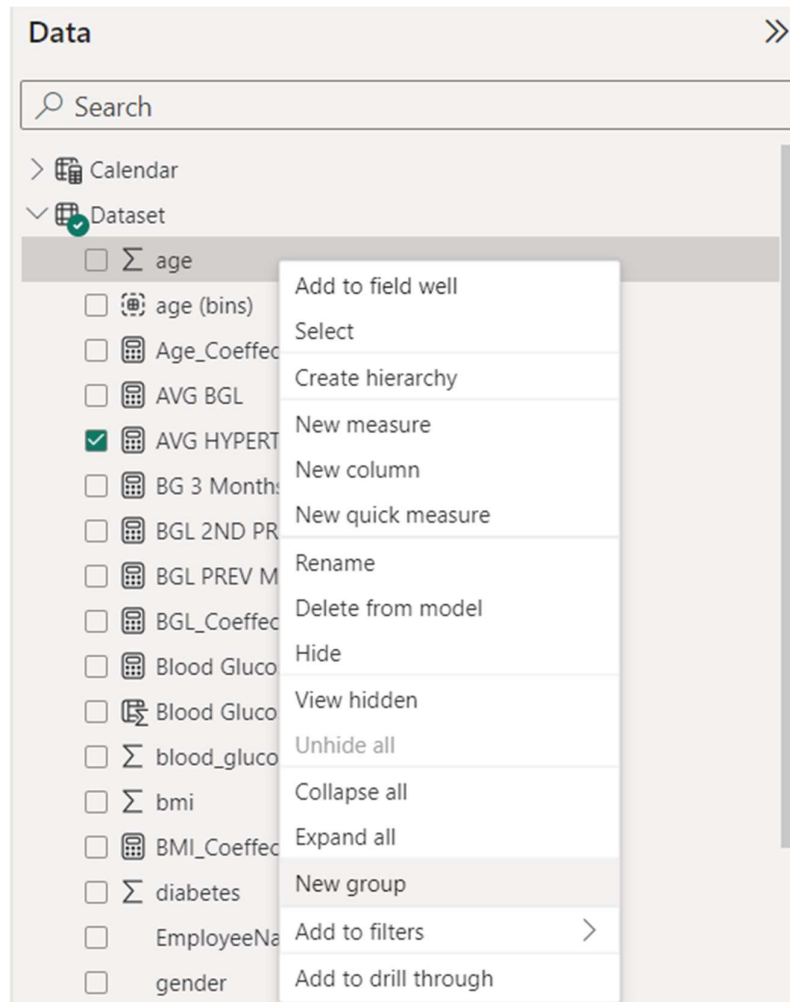 Data
Search
Calendar
Dataset
age
age (bins)
Age_Coeffec
AVG BGL
AVG HYPERT
BG 3 Months
BGL 2ND PR
BGL PREV M
BGL_Coeffec
Blood Gluco
Blood Gluco
blood_gluco
bmi
BMI_Coeffec
diabetes
EmployeeNa
gender
Add to field well
Select
Create hierarchy
New measure
New column
New quick measure
Rename
Delete from model
Hide
View hidden
Unhide all
Collapse all
Expand all
New group
Add to filters
Add to drill through